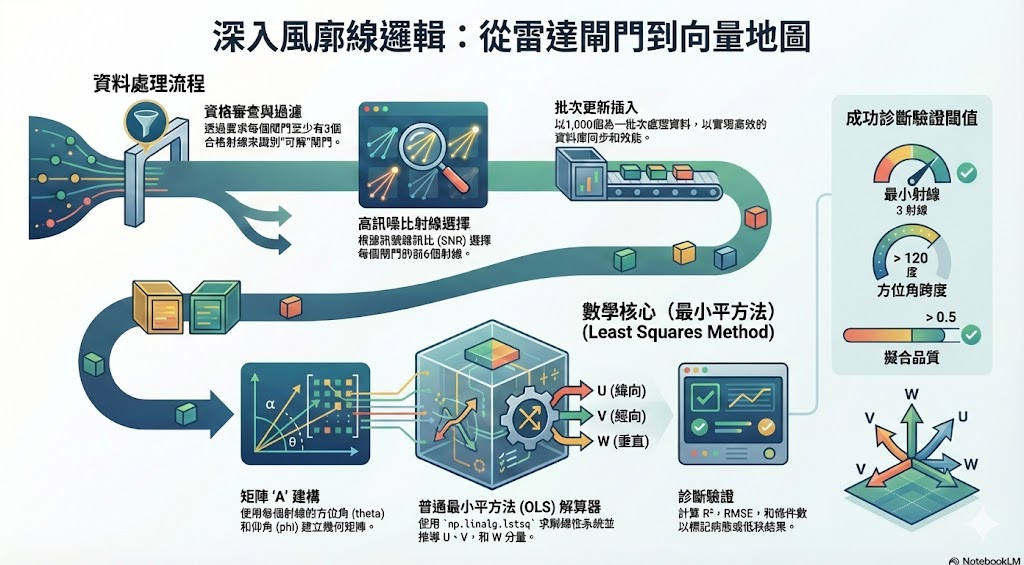 深入風廓線邏輯：從雷達閘門到向量地圖
資料處理流程
資格審查與過濾
透過要求每個閘門至少有3個
合格射線來識別"可解"閘門。
高訊噪比射線選擇
根據訊號雜訊比 (SNR) 選擇
每個閘門的前6個射線。
批次更新插入
以1,000個為一批次處理資料，以實現高效的
資料庫同步和效能。
成功診斷驗證閾值
最小射線
3 射線
> 120
度
方位角跨度
> 0.5
擬合品質
數學核心（最小平方法）
(Least Squares Method)
α
θ
U (緯向)
V (經向)
W (垂直)
矩陣 'A' 建構
使用每個射線的方位角 (theta)
和仰角 (phi) 建立幾何矩陣。
普通最小平方法 (OLS) 解算器
使用 `np.linalg.lstsq` 求解線性系統並
推導 U、V，和 W 分量。
診斷驗證
計算 R²，RMSE，和條件數
以標記病態或低秩結果。
W
V
U
V
W
NotebookLM